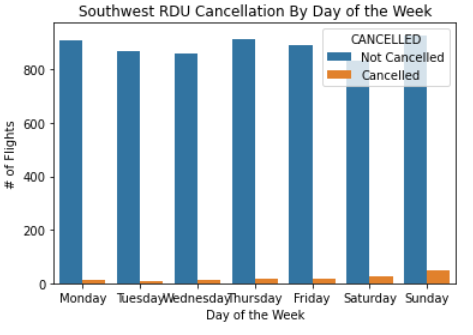 Southwest RDU Cancellation By Day of the Week
CANCELLED
Not Cancelled
Cancelled
# of Flights
800
600
400
200
0
Monday Tuesday Wednesday Thursday Friday Saturday Sunday
Day of the Week